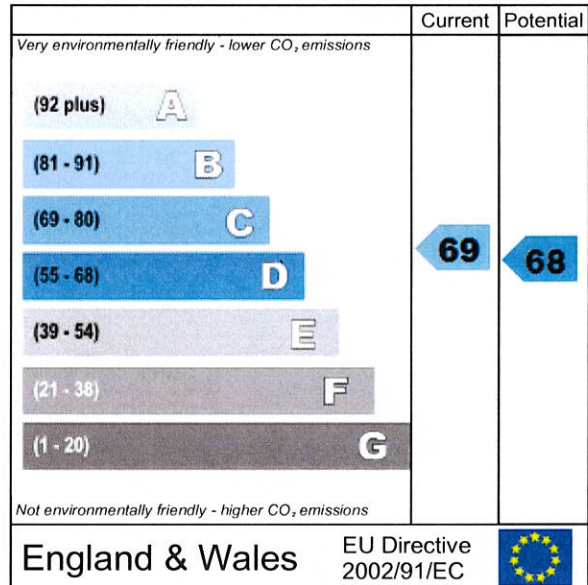 Current Potential
Very environmentally friendly - lower CO₂ emissions
(92 plus) A
(81 - 91) B
(69 - 80) C
(55 - 68) D
(39 - 54) E
(21 - 38) F
(1 - 20) G
69
68
Not environmentally friendly - higher CO₂ emissions
England & Wales
EU Directive
2002/91/EC